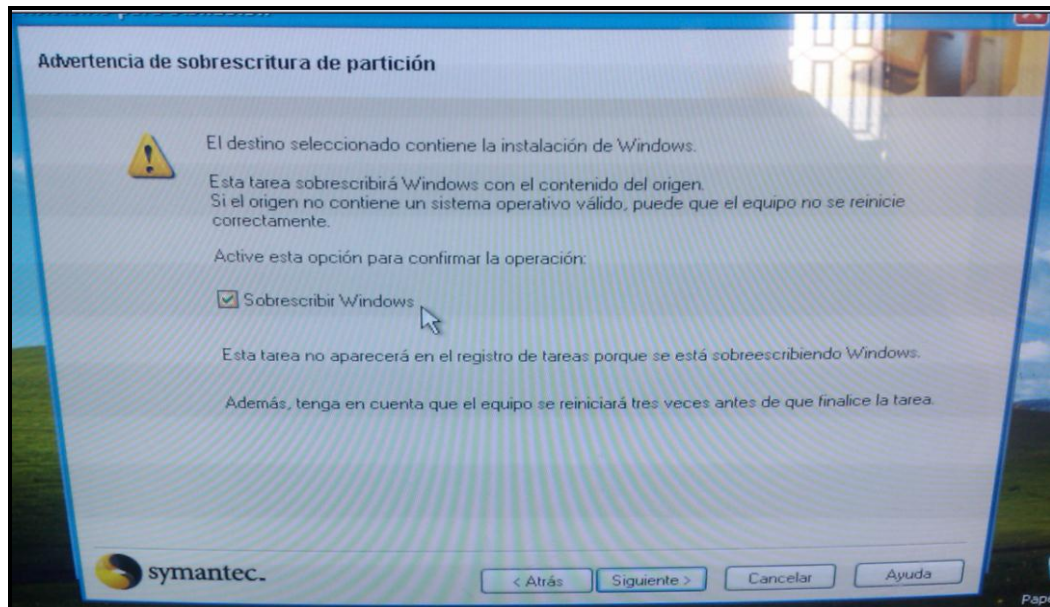 Advertencia de sobrescritura de partición
El destino seleccionado contiene la instalación de Windows.
Esta tarea sobrescribirá Windows con el contenido del origen.
Si el origen no contiene un sistema operativo válido, puede que el equipo no se reinicie
correctamente.
Active esta opción para confirmar la operación:
Sobrescribir Windows
Esta tarea no aparecerá en el registro de tareas porque se está sobreescribiendo Windows.
Además, tenga en cuenta que el equipo se reiniciará tres veces antes de que finalice la tarea.
symantec.
< Atrás
Siguiente >
Cancelar
Ayuda